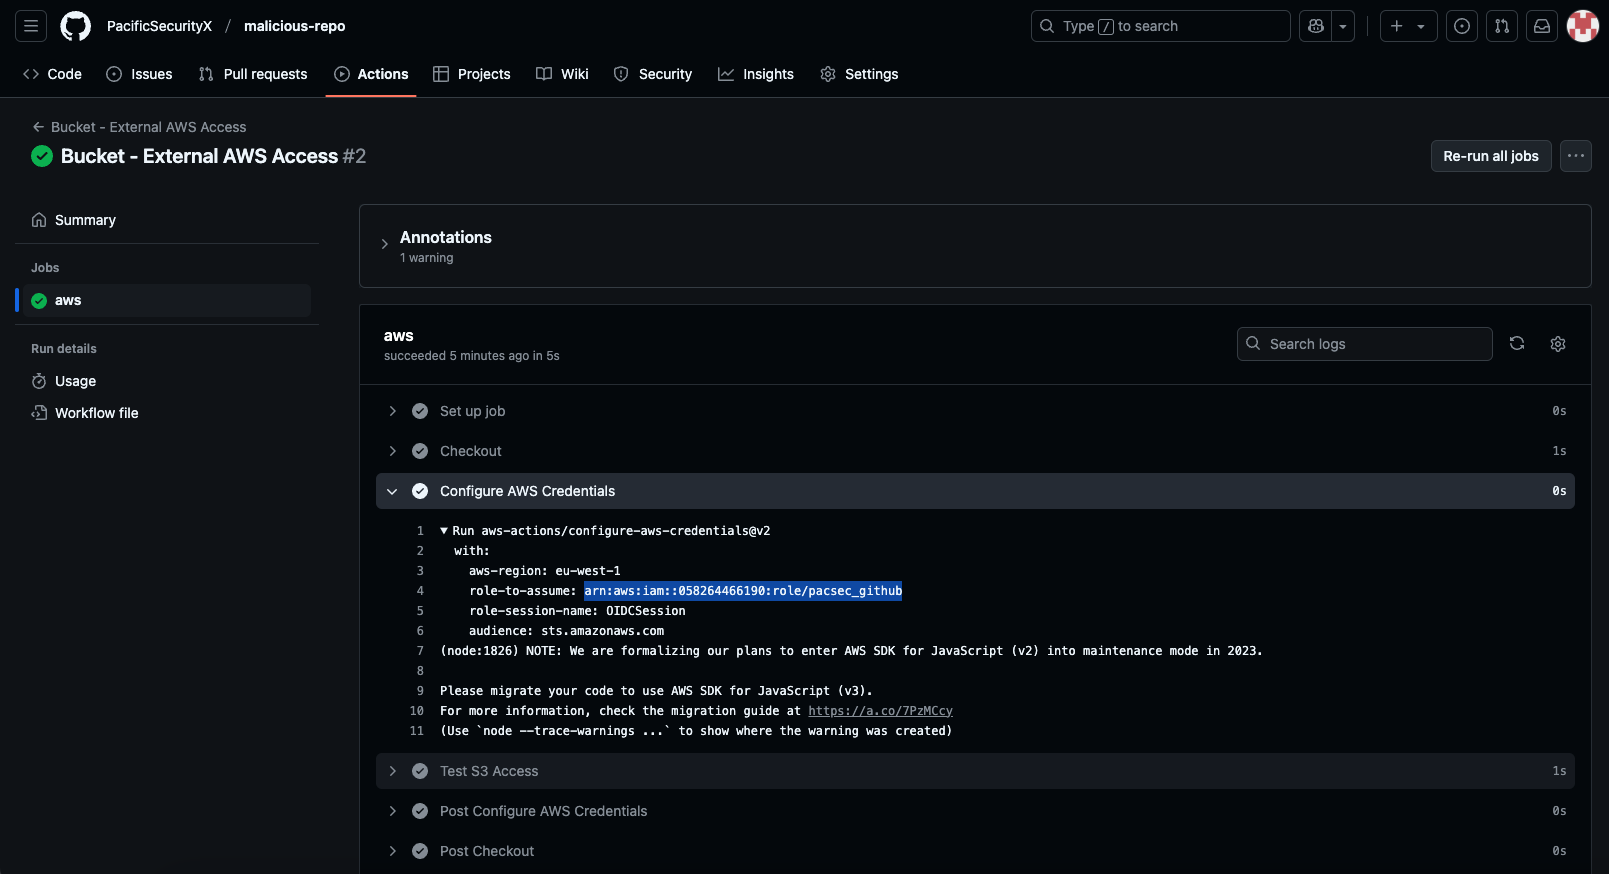 PacificSecurityX / malicious-repo
Type / to search
Code
Issues
Pull requests
Actions
Projects
Wiki
Security
Insights
Settings
Bucket - External AWS Access
Bucket - External AWS Access #2
Re-run all jobs
Summary
Jobs
aws
Run details
Usage
Workflow file
Annotations
1 warning
aws
succeeded 5 minutes ago in 5s
Search logs
Set up job 0s
Checkout 1s
Configure AWS Credentials 0s
1 ▼ Run aws-actions/configure-aws-credentials@v2
2 with:
3 aws-region: eu-west-1
4 role-to-assume: arn:aws:iam::058264466190:role/pacsec_github
5 role-session-name: OIDCSession
6 audience: sts.amazonaws.com
7 (node:1826) NOTE: We are formalizing our plans to enter AWS SDK for JavaScript (v2) into maintenance mode in 2023.
8
9 Please migrate your code to use AWS SDK for JavaScript (v3).
10 For more information, check the migration guide at https://a.co/7PzMCcy
11 (Use `node --trace-warnings ...` to show where the warning was created)
Test S3 Access 1s
Post Configure AWS Credentials 0s
Post Checkout 0s